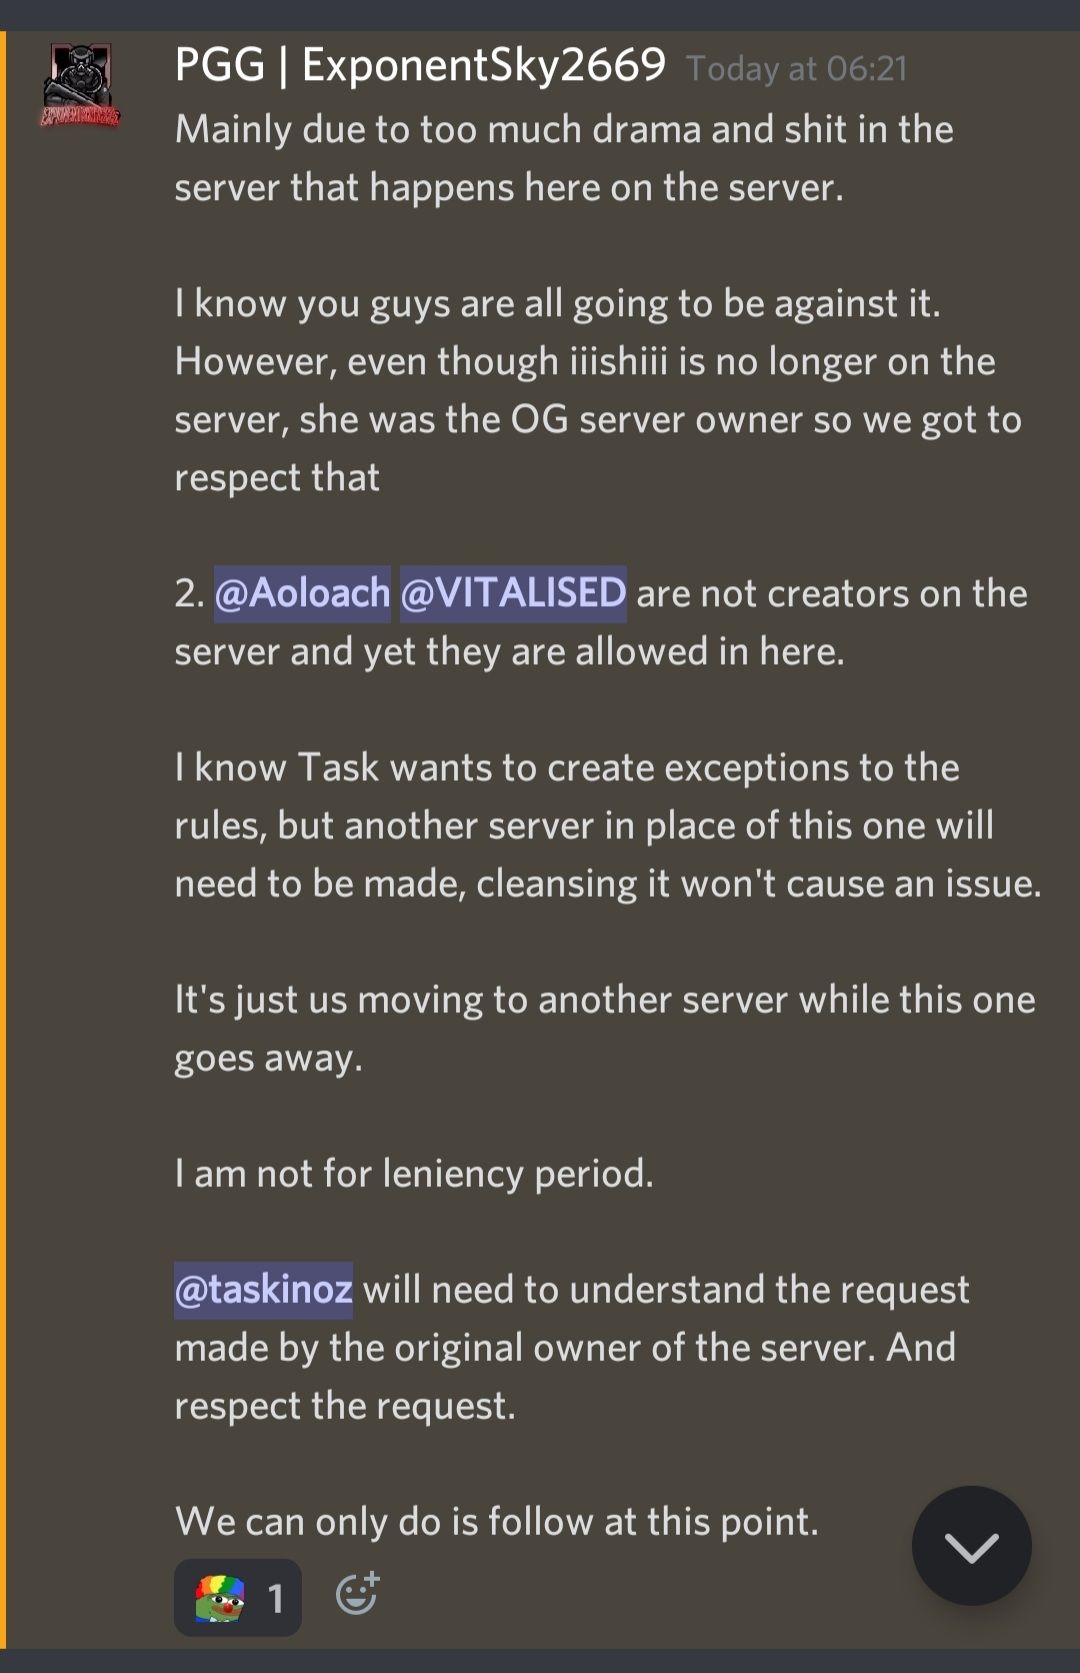 PGG | ExponentSky2669 Today at 06:21
Mainly due to too much drama and shit in the
server that happens here on the server.
I know you guys are all going to be against it.
However, even though iiishiii is no longer on the
server, she was the OG server owner so we got to
respect that
2. @Aoloach @VITALISED are not creators on the
server and yet they are allowed in here.
I know Task wants to create exceptions to the
rules, but another server in place of this one will
need to be made, cleansing it won't cause an issue.
It's just us moving to another server while this one
goes away.
I am not for leniency period.
@taskinoz will need to understand the request
made by the original owner of the server. And
respect the request.
We can only do is follow at this point.
1